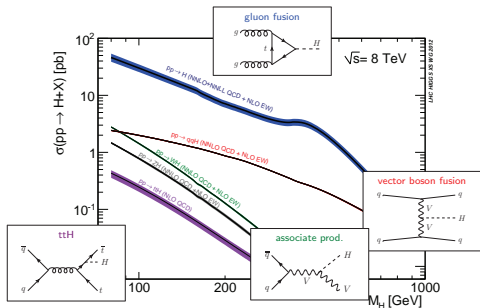 gluon fusion
g
g
t
H
√s= 8 TeV
LHC HIGGS XS WG 2012
σ(pp → H+X) [pb]
10²
10
1
10⁻¹
pp → H (NNLO+NNLL QCD + NLO EW)
pp → qqH (NNLO QCD + NLO EW)
pp → WH (NNLO QCD + NLO EW)
pp → ZH (NNLO QCD + NLO EW)
pp → ttH (NLO QCD)
vector boson fusion
q
q
V
H
V
q
q
ttH
q̅
t̅
H
q
t
associate prod.
q̅
H
V
q
V
100
200
1000
M_H [GeV]